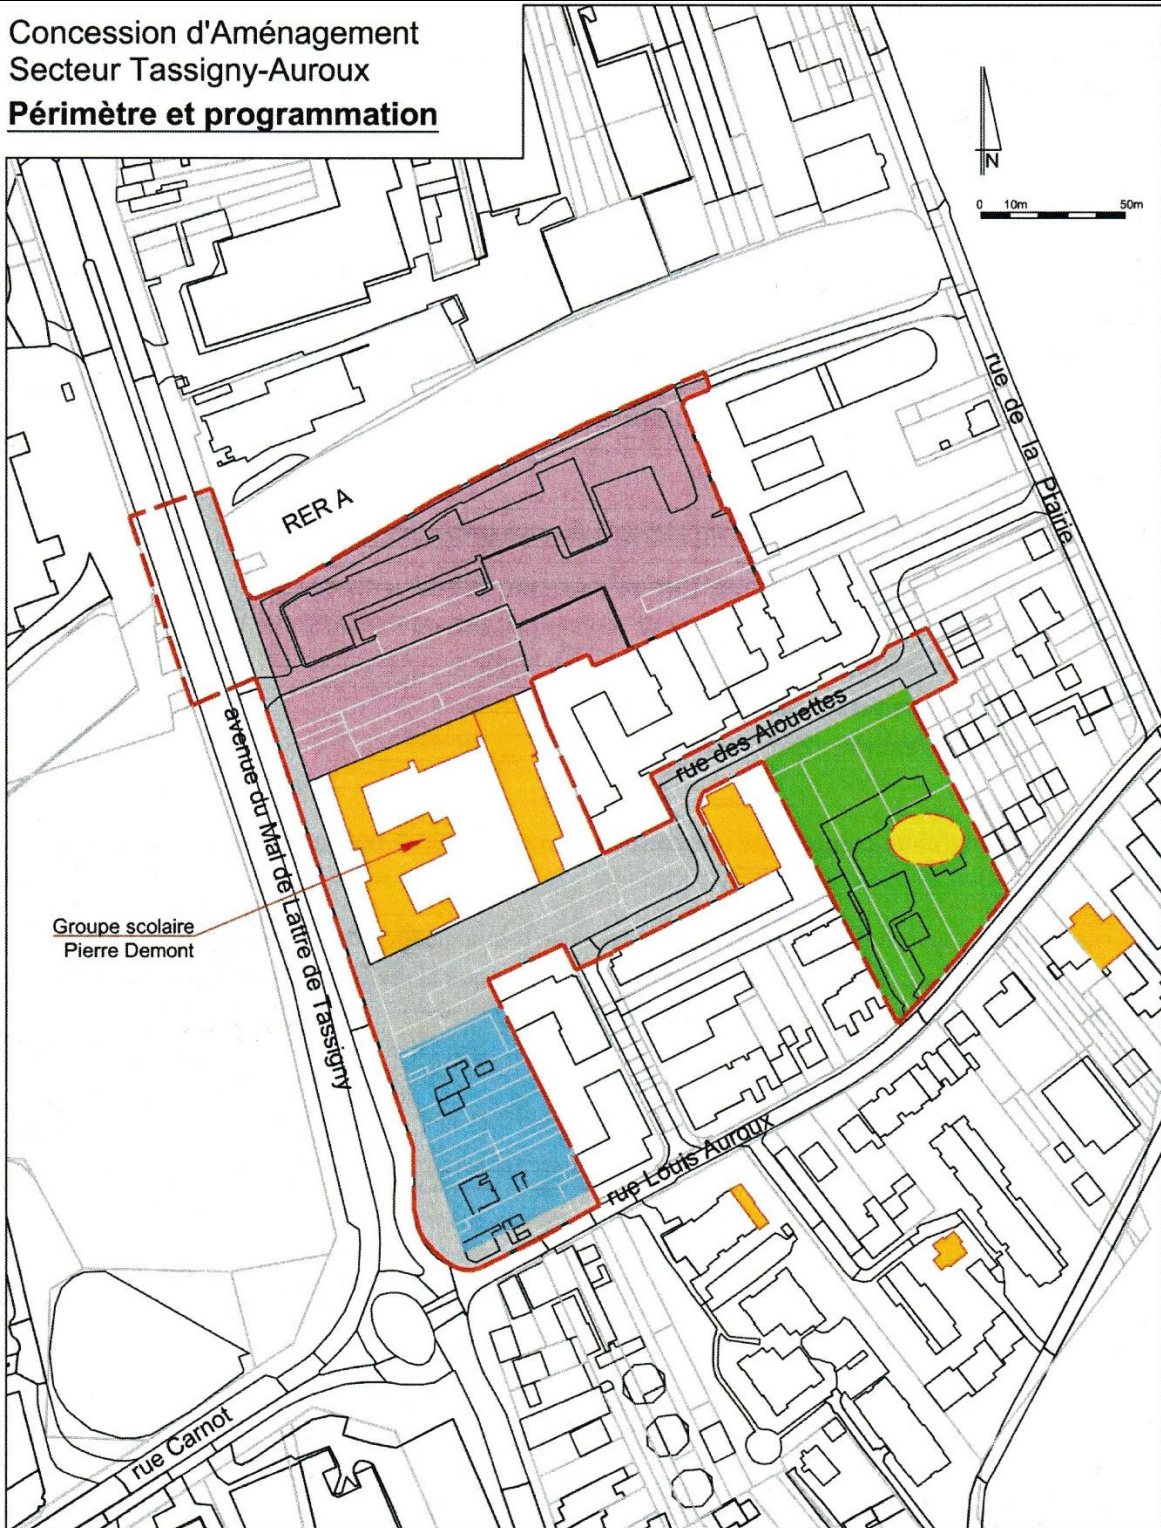 Concession d'Aménagement
Secteur Tassigny-Auroux
Périmètre et programmation
N
0 10m 50m
rue de la Prairie
RER A
rue des Alouettes
avenue du Mal de Lattre de Tassigny
Groupe scolaire
Pierre Demont
rue Louis Auroux
rue Carnot